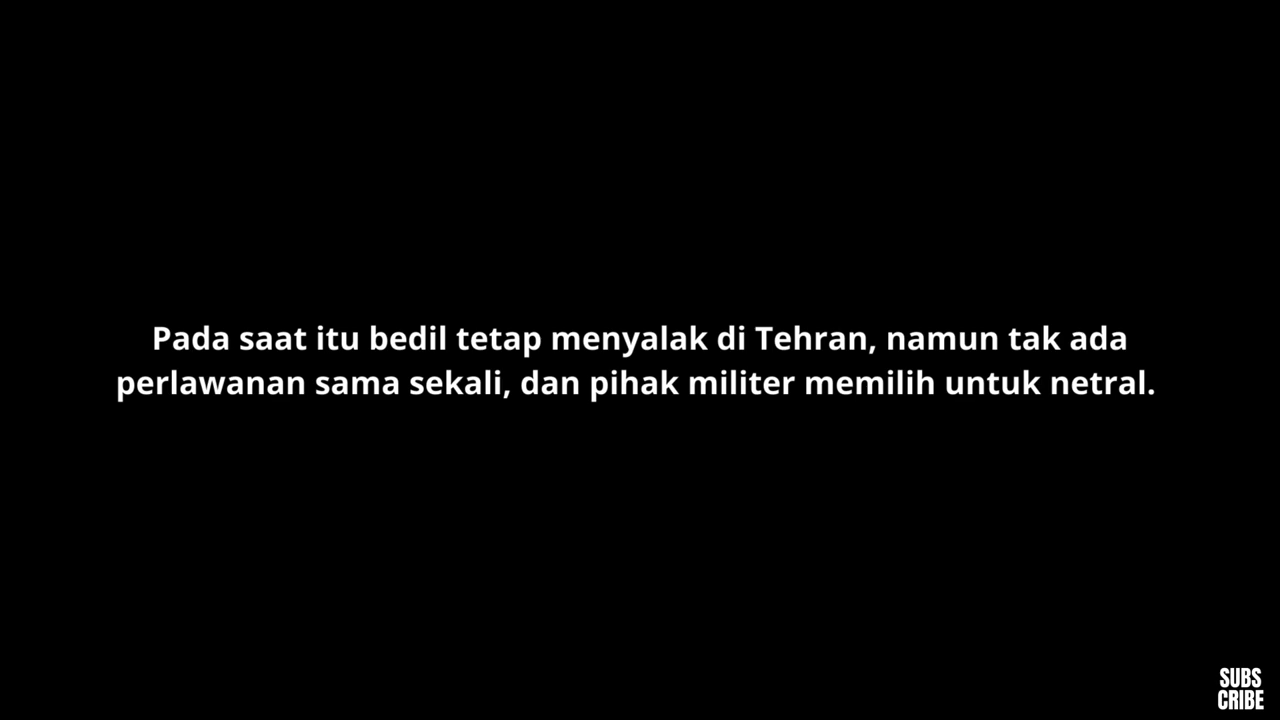 Pada saat itu bedil tetap menyalak di Tehran, namun tak ada
perlawanan sama sekali, dan pihak militer memilih untuk netral.
SUBS
CRIBE